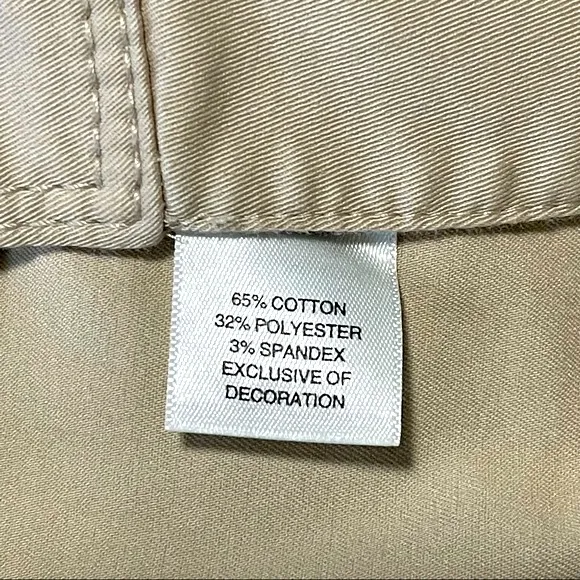 65% COTTON
32% POLYESTER
3% SPANDEX
EXCLUSIVE OF
DECORATION